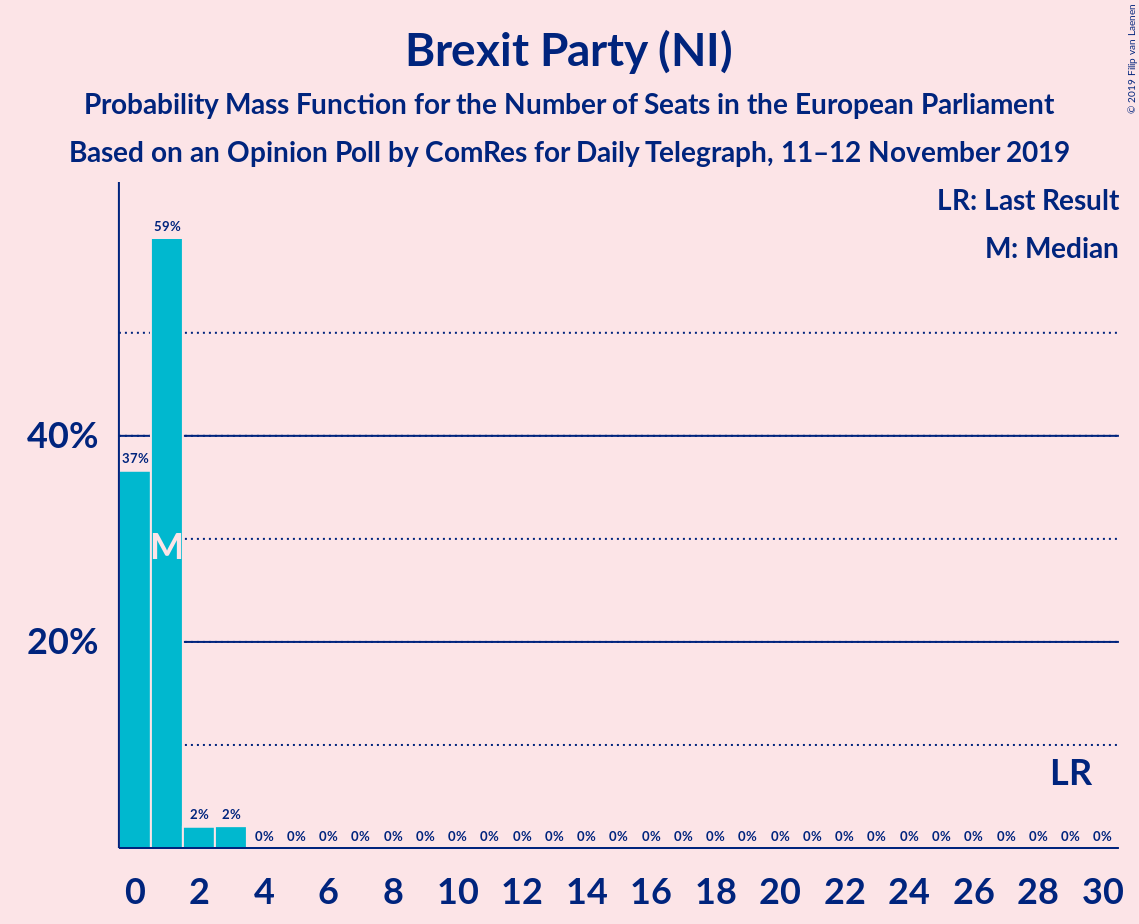 Brexit Party (NI)
Probability Mass Function for the Number of Seats in the European Parliament
Based on an Opinion Poll by ComRes for Daily Telegraph, 11–12 November 2019
© 2019 Filip van Laenen
LR: Last Result
M: Median
59%
40%
37%
M
20%
LR
2% 2% 0% 0% 0% 0% 0% 0% 0% 0% 0% 0% 0% 0% 0% 0% 0% 0% 0% 0% 0% 0% 0% 0% 0% 0% 0% 0% 0%
0 2 4 6 8 10 12 14 16 18 20 22 24 26 28 30